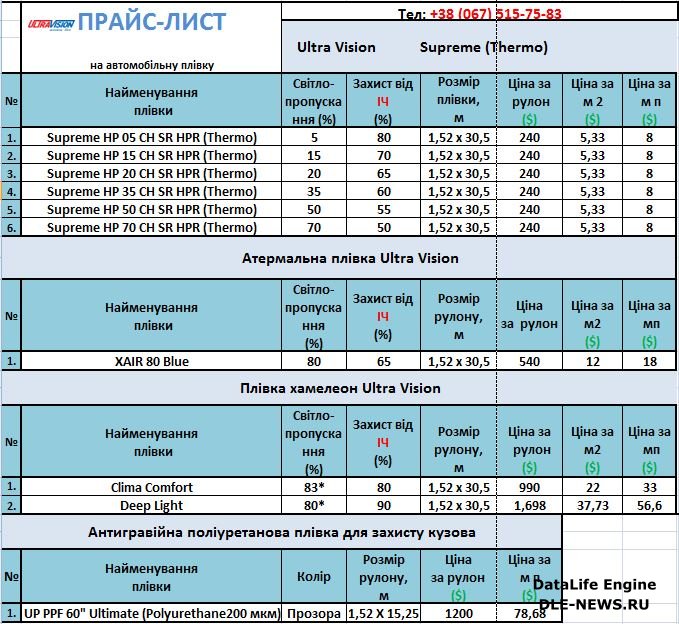 ULTRAVISION ПРАЙС-ЛИСТ
Тел: +38 (067) 515-75-83
Ultra Vision Supreme (Thermo)
на автомобільну плівку
№ Найменування плівки Світло-пропускання (%) Захист від ІЧ (%) Розмір плівки, м Ціна за рулон ($) Ціна за м 2 ($) Ціна за м п ($)
1. Supreme HP 05 CH SR HPR (Thermo) 5 80 1,52 x 30,5 240 5,33 8
2. Supreme HP 15 CH SR HPR (Thermo) 15 70 1,52 x 30,5 240 5,33 8
3. Supreme HP 20 CH SR HPR (Thermo) 20 65 1,52 x 30,5 240 5,33 8
4. Supreme HP 35 CH SR HPR (Thermo) 35 60 1,52 x 30,5 240 5,33 8
5. Supreme HP 50 CH SR HPR (Thermo) 50 55 1,52 x 30,5 240 5,33 8
6. Supreme HP 70 CH SR HPR (Thermo) 70 50 1,52 x 30,5 240 5,33 8
Атермальна плівка Ultra Vision
№ Найменування плівки Світло-пропускання (%) Захист від ІЧ (%) Розмір рулону, м Ціна за рулон Ціна за м2 ($) Ціна за мп ($)
1. XAIR 80 Blue 80 65 1,52 x 30,5 540 12 18
Плівка хамелеон Ultra Vision
№ Найменування плівки Світло-пропускання (%) Захист від ІЧ (%) Розмір рулону, м Ціна за рулон ($) Ціна за м2 ($) Ціна за мп ($)
1. Clima Comfort 83* 80 1,52 x 30,5 990 22 33
2. Deep Light 80* 90 1,52 x 30,5 1,698 37,73 56,6
Антигравійна поліуретанова плівка для захисту кузова
№ Найменування плівки Колір Розмір рулону, м Ціна за рулон ($) Ціна за м п ($)
1. UP PPF 60" Ultimate (Polyurethane200 мкм) Прозора 1,52 X 15,25 1200 78,68
DataLife Engine
DLE-NEWS.RU